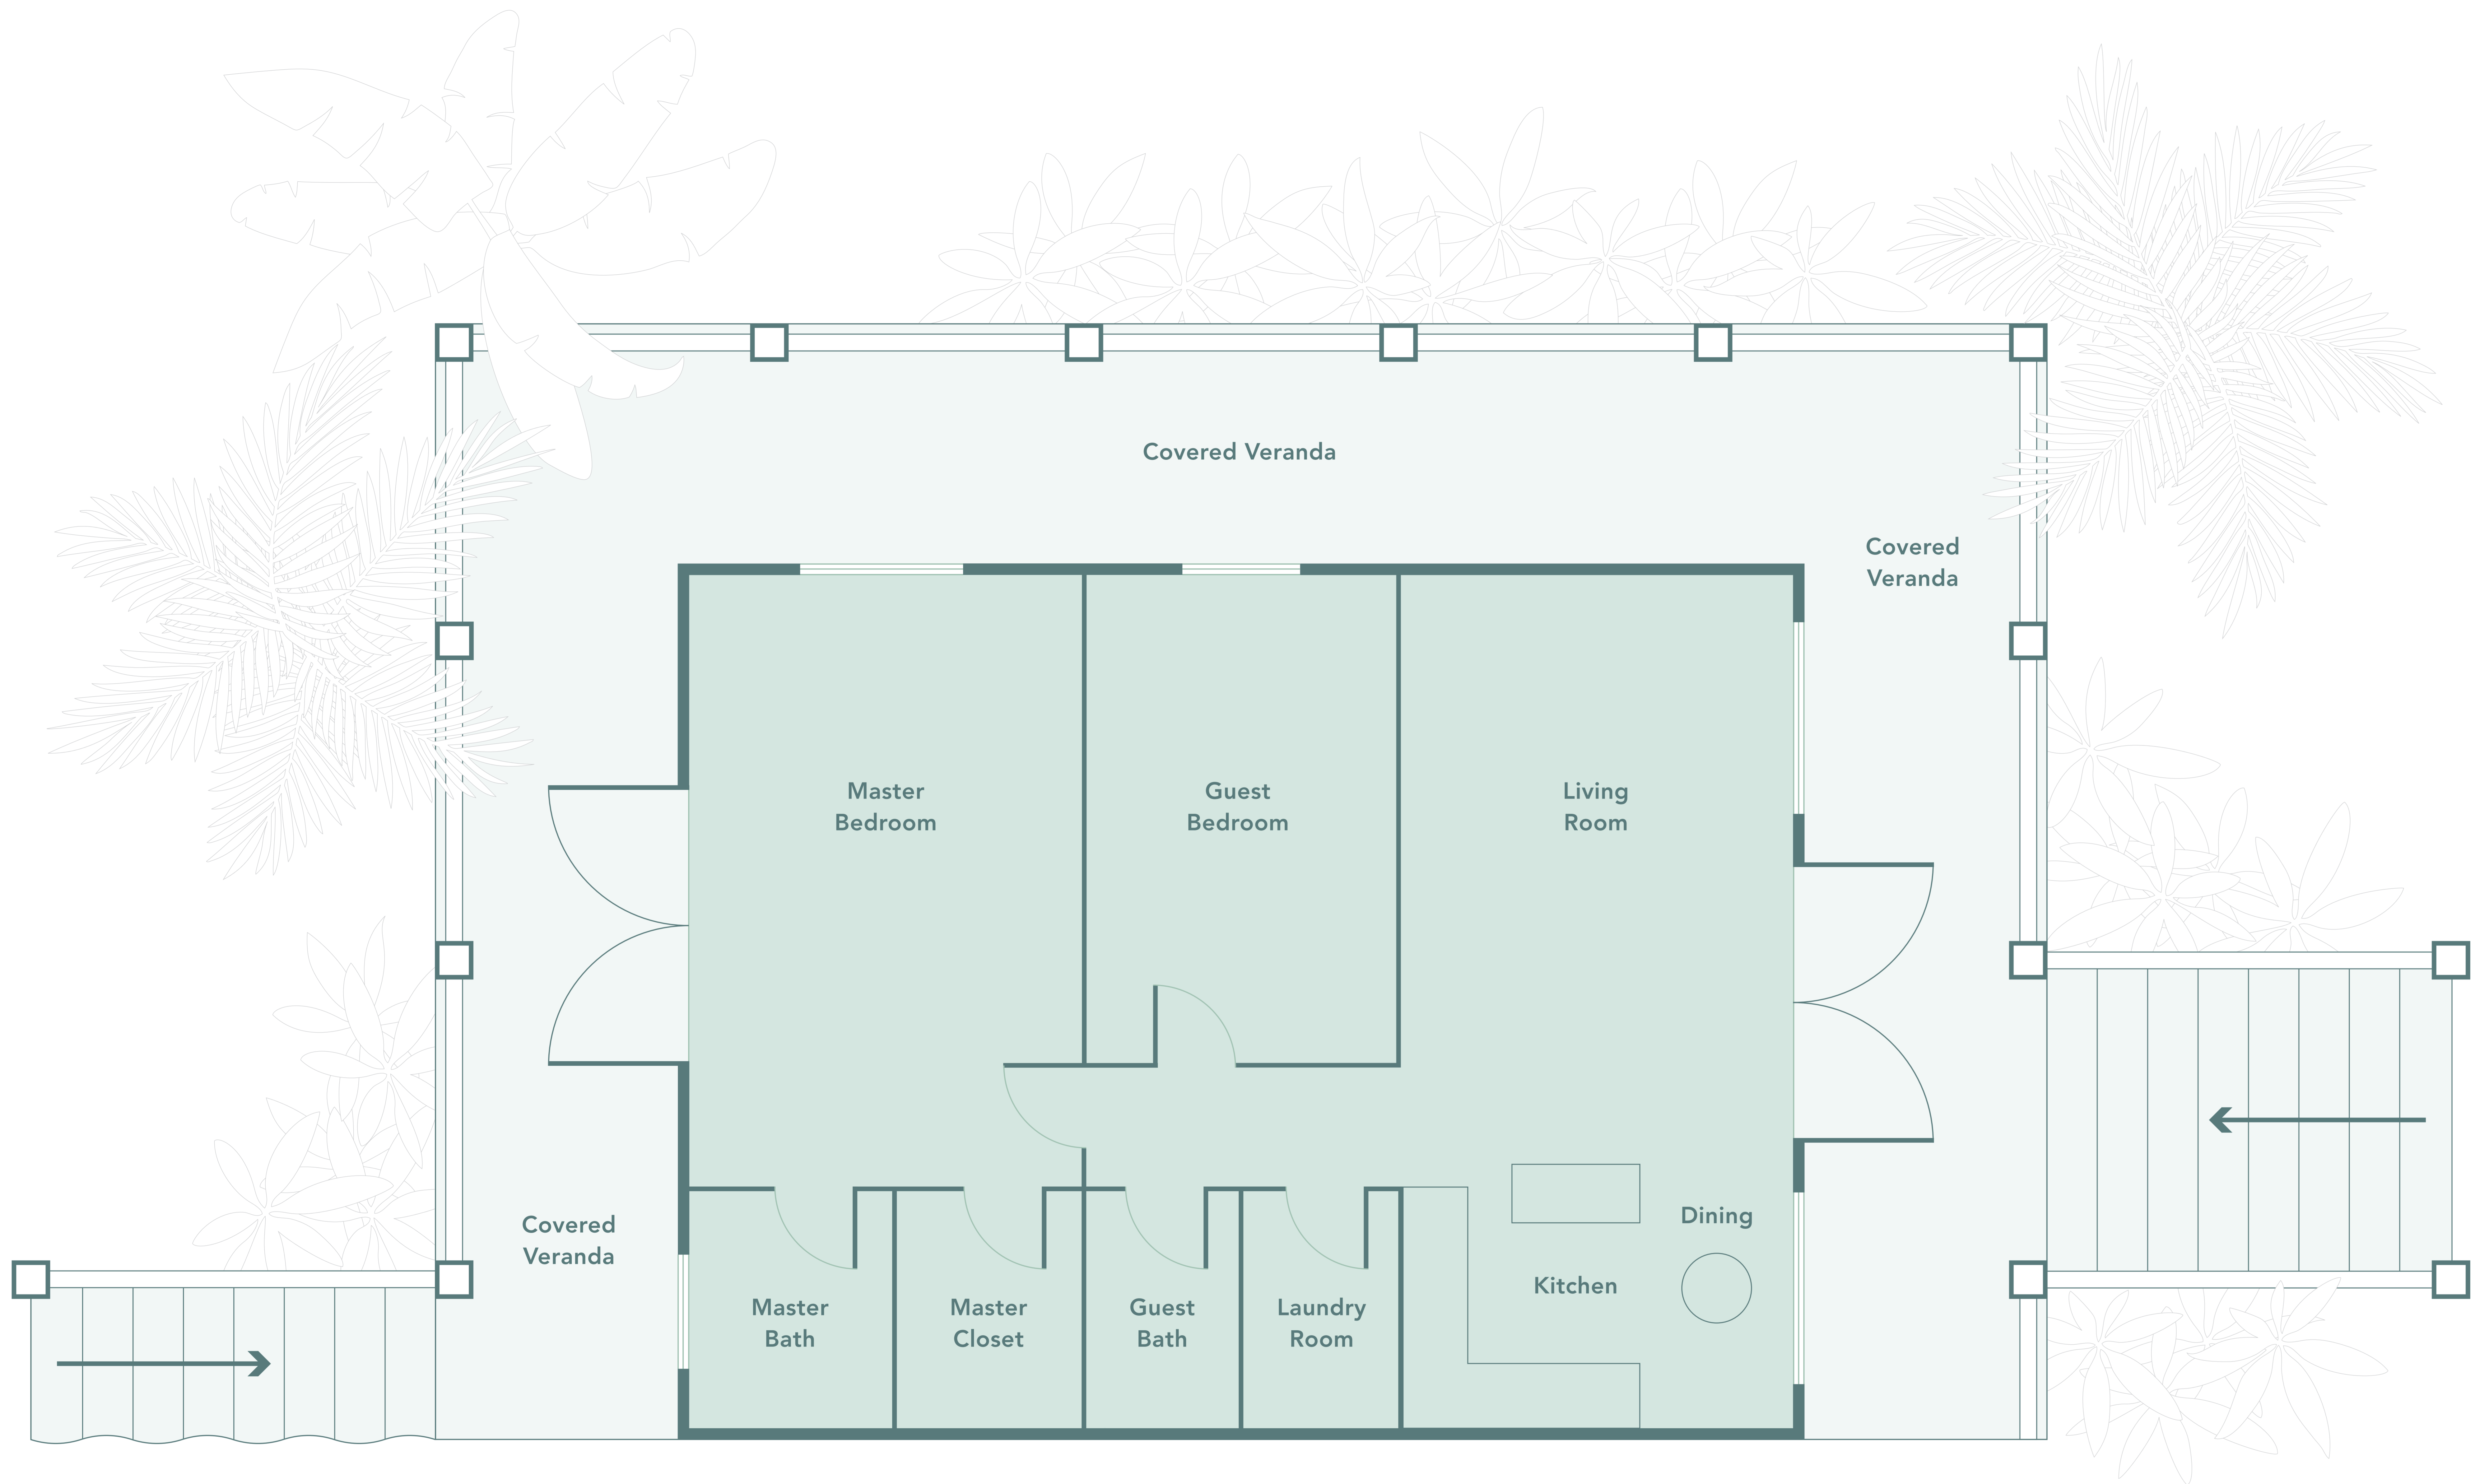 Covered Veranda
Covered
Veranda
Master
Bedroom
Guest
Bedroom
Living
Room
Covered
Veranda
Master
Bath
Master
Closet
Guest
Bath
Laundry
Room
Kitchen
Dining